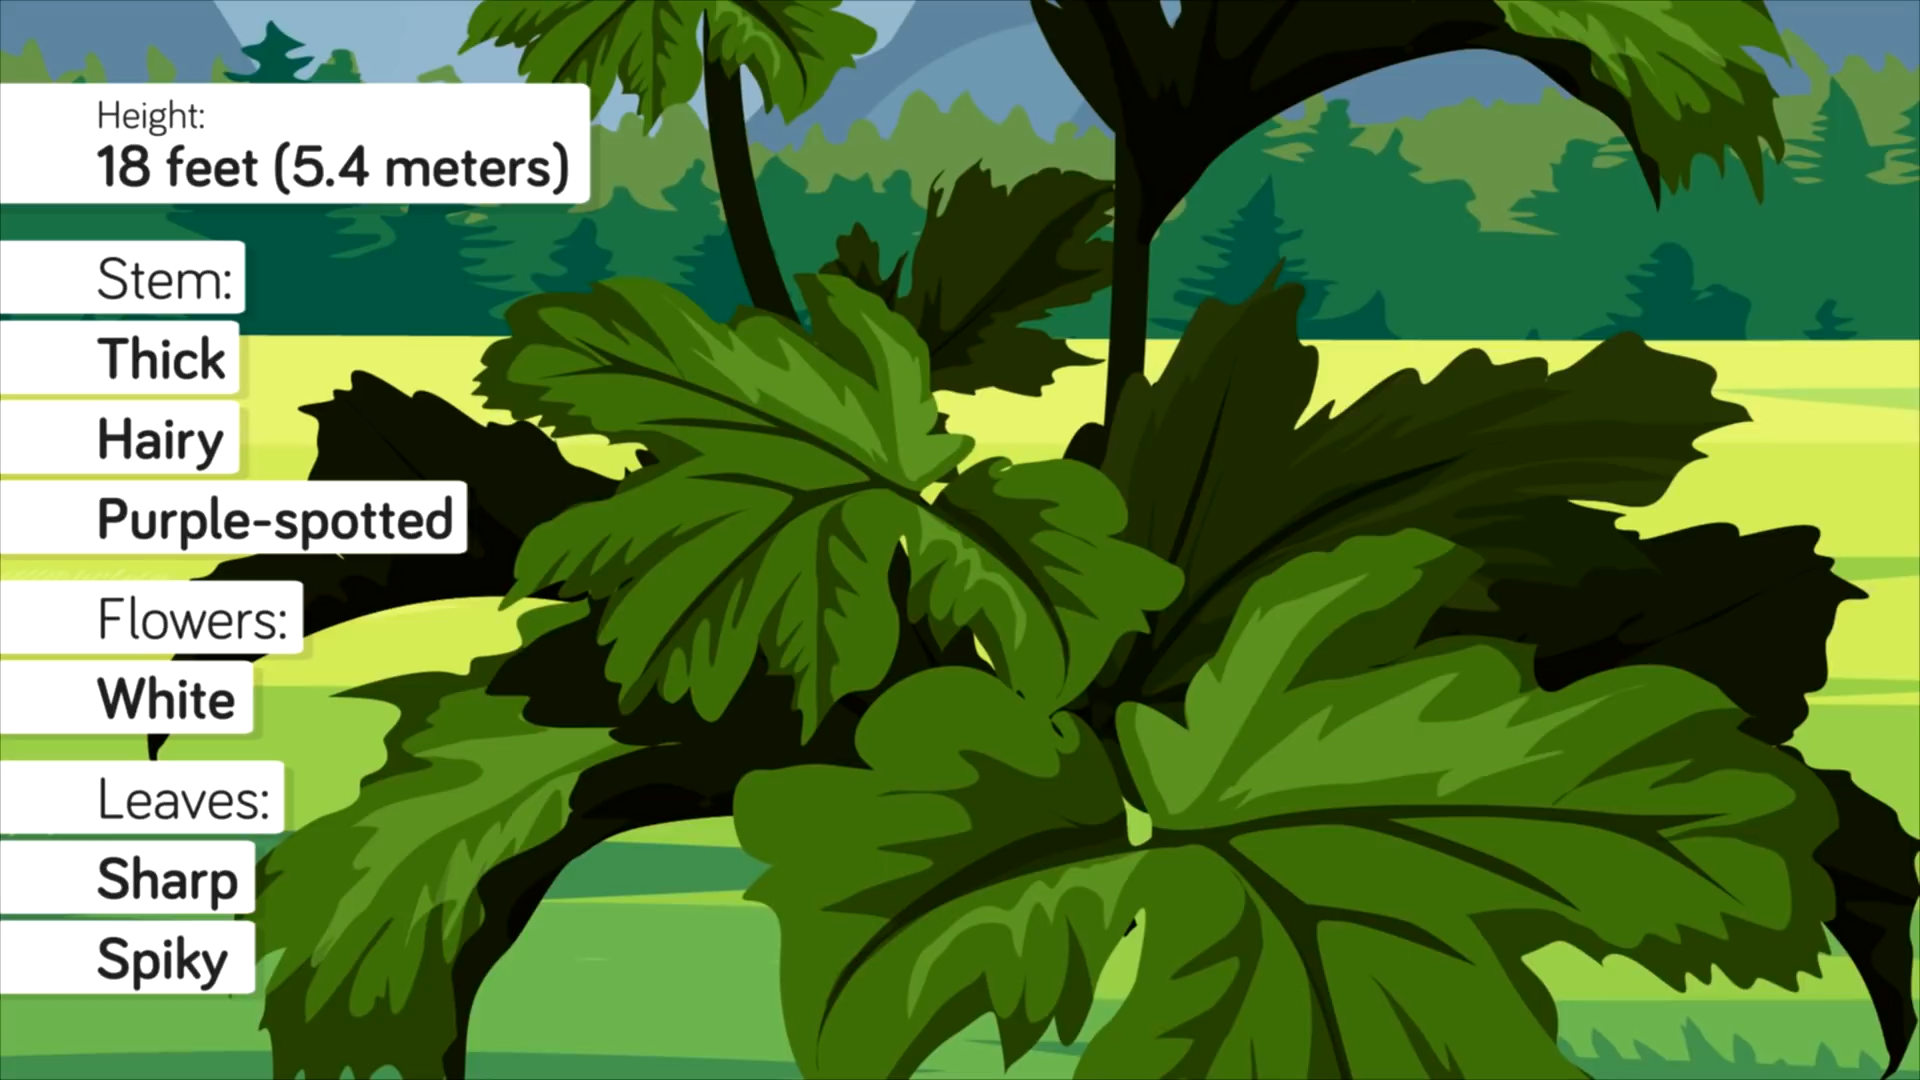 Height:
18 feet (5.4 meters)
Stem:
Thick
Hairy
Purple-spotted
Flowers:
White
Leaves:
Sharp
Spiky